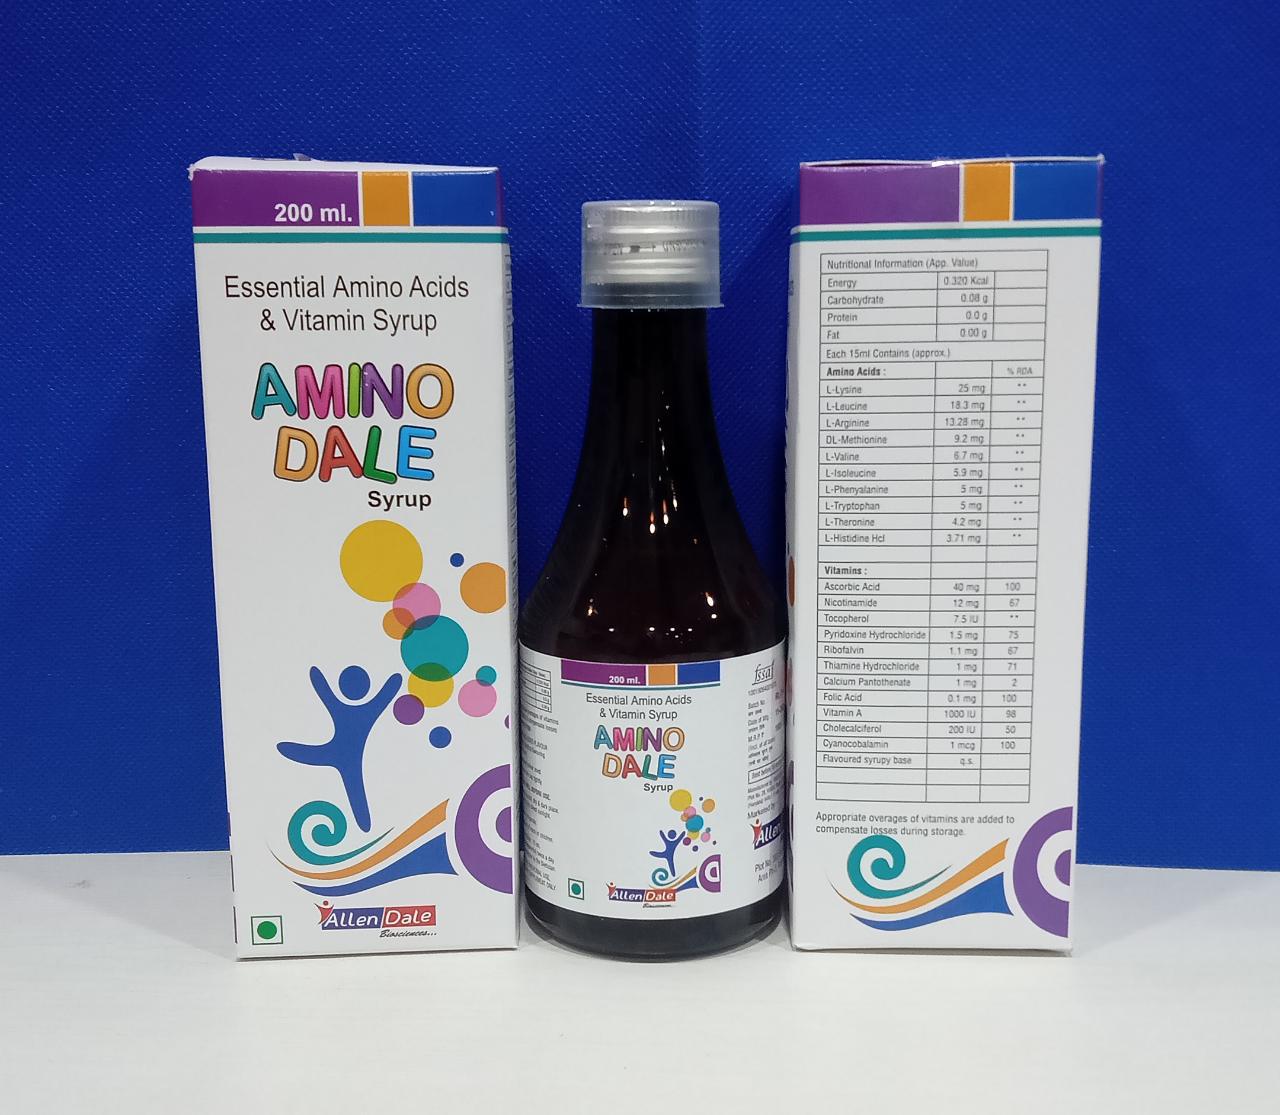 200 ml.
Essential Amino Acids
& Vitamin Syrup
AMINO
DALE
Syrup
Allen Dale
Biosciences...
200 ml.
Essential Amino Acids
& Vitamin Syrup
AMINO
DALE
Syrup
Allen Dale
fssai
Batch No.
M.R.P.
Marketed by
Allen
Plot No.
Nutritional Information (App. Value)
Energy 0.320 Kcal
Carbohydrate 0.08 g
Protein 0.0 g
Fat 0.00 g
Each 15ml Contains (approx.)
Amino Acids : % RDA
L-Lysine 25 mg **
L-Leucine 18.3 mg **
L-Arginine 13.28 mg **
DL-Methionine 9.2 mg **
L-Valine 6.7 mg **
L-Isoleucine 5.9 mg **
L-Phenyalanine 5 mg **
L-Tryptophan 5 mg **
L-Theronine 4.2 mg **
L-Histidine Hcl 3.71 mg **
Vitamins :
Ascorbic Acid 40 mg 100
Nicotinamide 12 mg 67
Tocopherol 7.5 IU **
Pyridoxine Hydrochloride 1.5 mg 75
Ribofalvin 1.1 mg 67
Thiamine Hydrochloride 1 mg 71
Calcium Pantothenate 1 mg 2
Folic Acid 0.1 mg 100
Vitamin A 1000 IU 98
Cholecalciferol 200 IU 50
Cyanocobalamin 1 mcg 100
Flavoured syrupy base q.s.
Appropriate overages of vitamins are added to
compensate losses during storage.